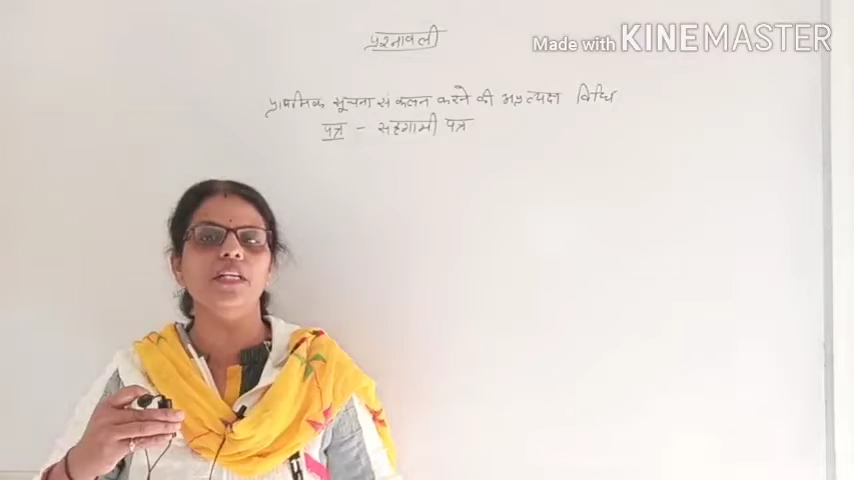 प्रश्नावली
Made with KINEMASTER
प्राथमिक सूचना संकलन करने की अप्रत्यक्ष विधि
पत्र - सहगामी पत्र